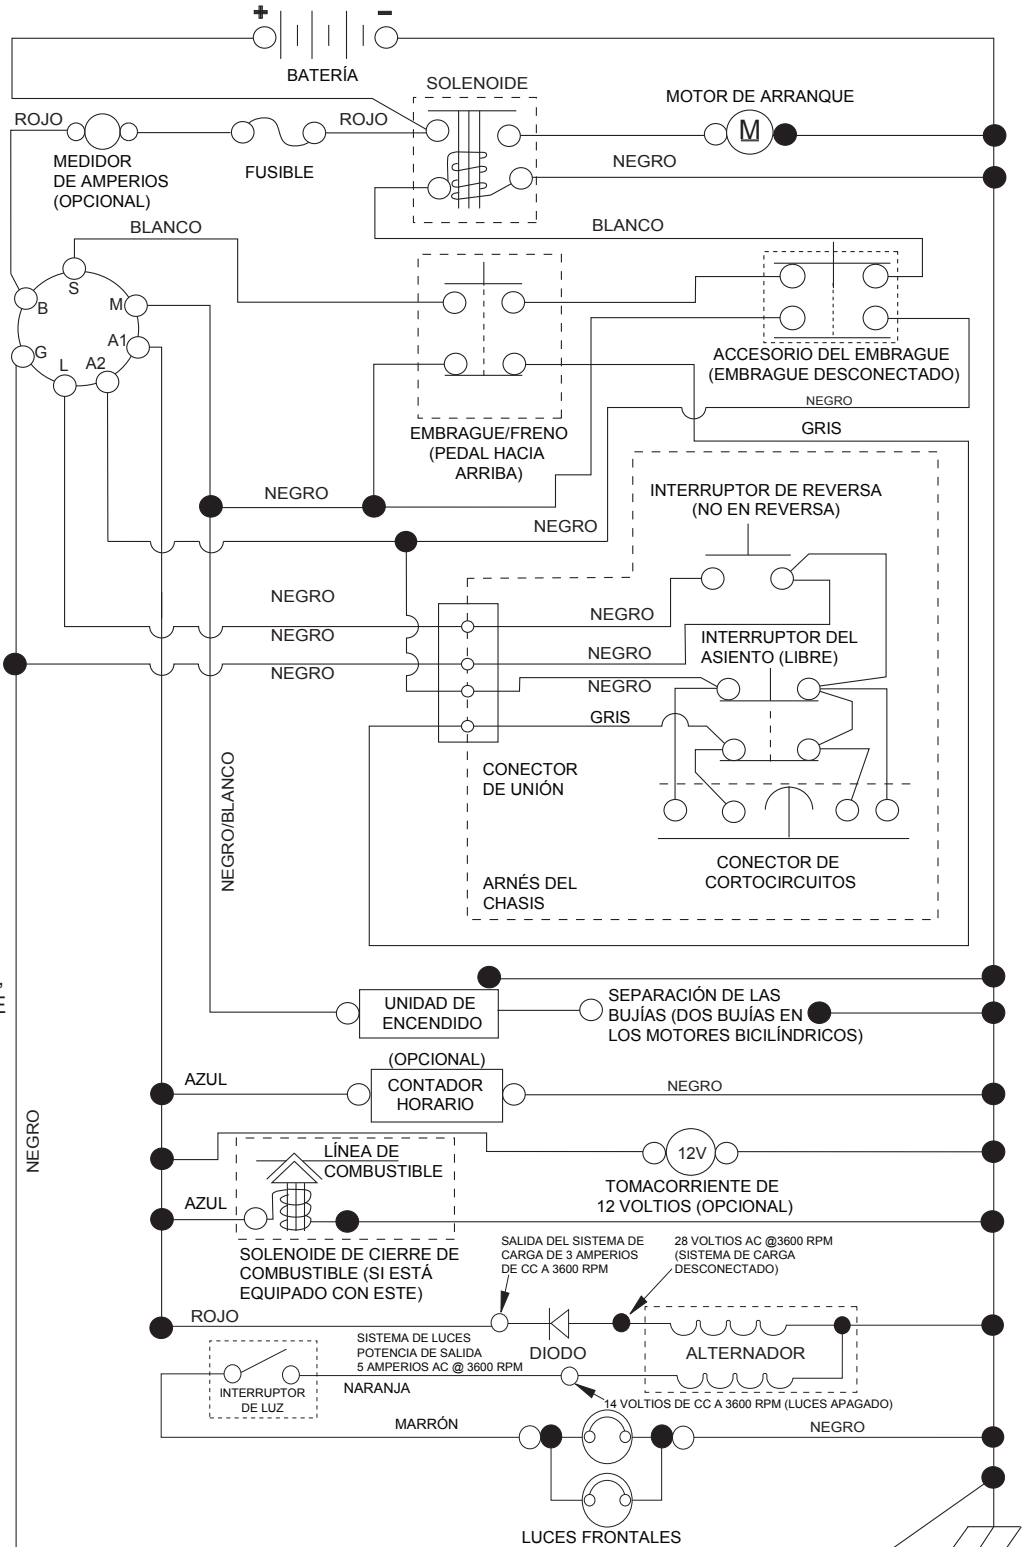 + –
BATERÍA
SOLENOIDE
MOTOR DE ARRANQUE
M
ROJO
ROJO
MEDIDOR
DE AMPERIOS
(OPCIONAL)
FUSIBLE
NEGRO
BLANCO
BLANCO
S
B
M
G
A1
L
A2
ACCESORIO DEL EMBRAGUE
(EMBRAGUE DESCONECTADO)
NEGRO
EMBRAGUE/FRENO
(PEDAL HACIA
ARRIBA)
GRIS
NEGRO
INTERRUPTOR DE REVERSA
(NO EN REVERSA)
NEGRO
NEGRO
NEGRO
NEGRO
NEGRO
NEGRO
NEGRO
GRIS
INTERRUPTOR DEL
ASIENTO (LIBRE)
CONECTOR
DE UNIÓN
NEGRO/BLANCO
CONECTOR DE
CORTOCIRCUITOS
ARNÉS DEL
CHASIS
UNIDAD DE
ENCENDIDO
SEPARACIÓN DE LAS
BUJÍAS (DOS BUJÍAS EN
LOS MOTORES BICILÍNDRICOS)
(OPCIONAL)
CONTADOR
HORARIO
AZUL
NEGRO
NEGRO
LÍNEA DE
COMBUSTIBLE
12V
TOMACORRIENTE DE
12 VOLTIOS (OPCIONAL)
AZUL
SOLENOIDE DE CIERRE DE
COMBUSTIBLE (SI ESTÁ
EQUIPADO CON ESTE)
SALIDA DEL SISTEMA DE
CARGA DE 3 AMPERIOS
DE CC A 3600 RPM
28 VOLTIOS AC @3600 RPM
(SISTEMA DE CARGA
DESCONECTADO)
ROJO
DIODO
ALTERNADOR
SISTEMA DE LUCES
POTENCIA DE SALIDA
5 AMPERIOS AC @ 3600 RPM
NARANJA
INTERRUPTOR
DE LUZ
14 VOLTIOS DE CC A 3600 RPM (LUCES APAGADO)
MARRÓN
NEGRO
LUCES FRONTALES